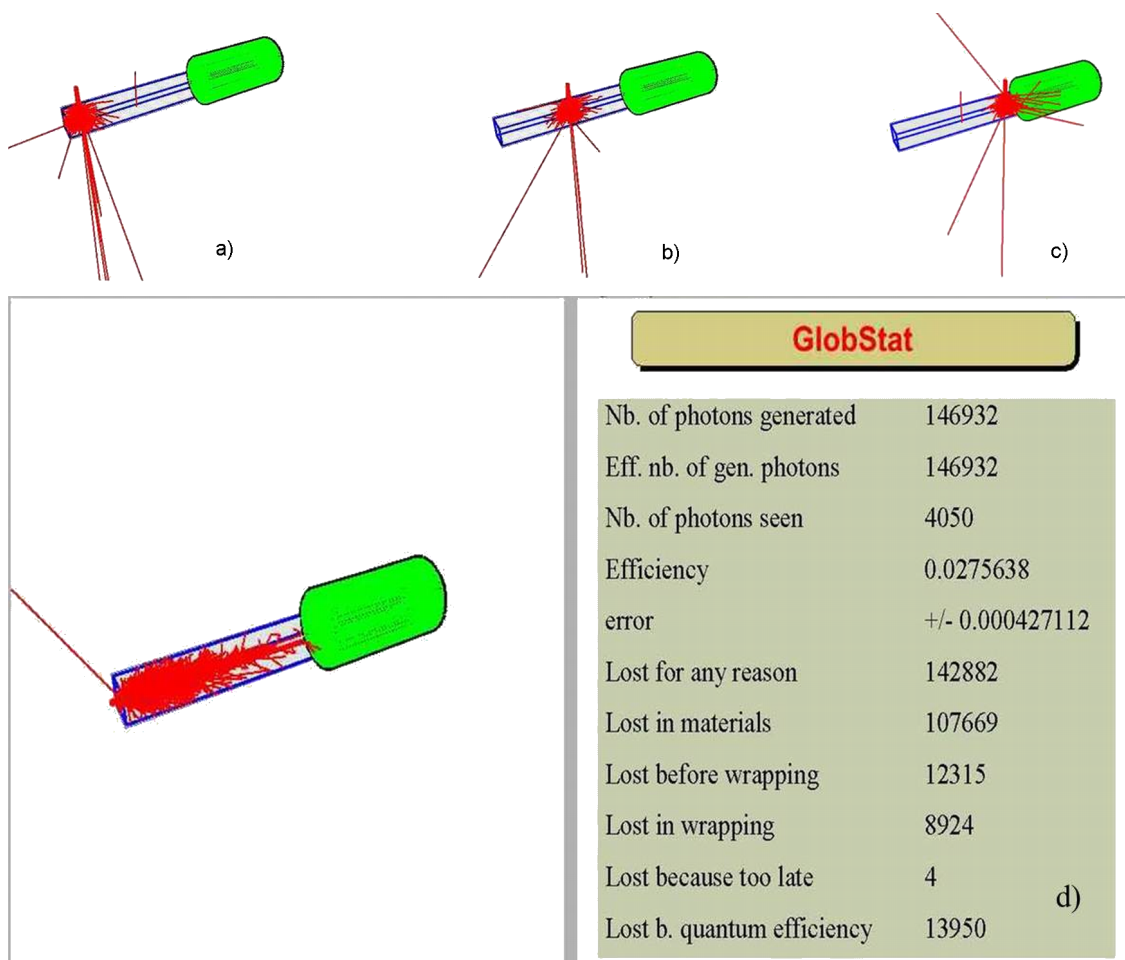 a)
b)
c)
GlobStat
Nb. of photons generated 146932
Eff. nb. of gen. photons 146932
Nb. of photons seen 4050
Efficiency 0.0275638
error +/- 0.000427112
Lost for any reason 142882
Lost in materials 107669
Lost before wrapping 12315
Lost in wrapping 8924
Lost because too late 4
d)
Lost b. quantum efficiency 13950